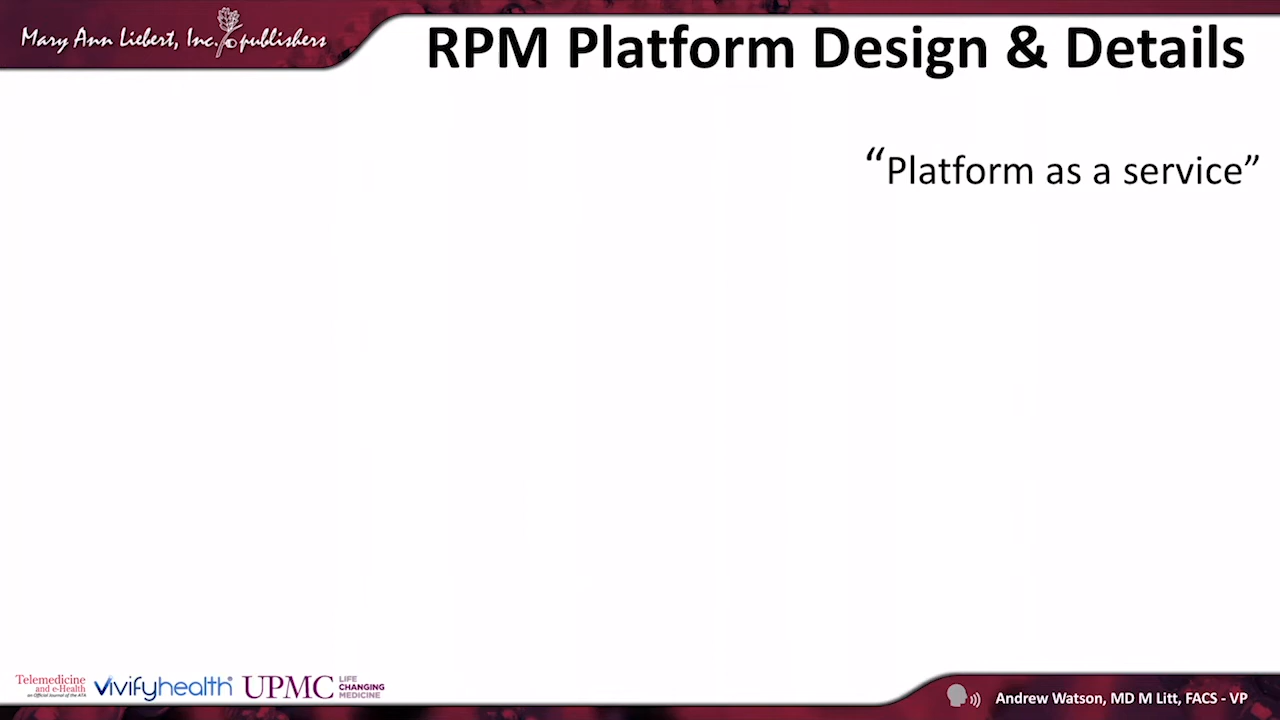 Mary Ann Liebert, Inc. publishers
RPM Platform Design & Details
“Platform as a service”
Telemedicine
and e-Health
an Official Journal of the ATA
Vivifyhealth®
UPMC
LIFE
CHANGING
MEDICINE
Andrew Watson, MD M Litt, FACS - VP